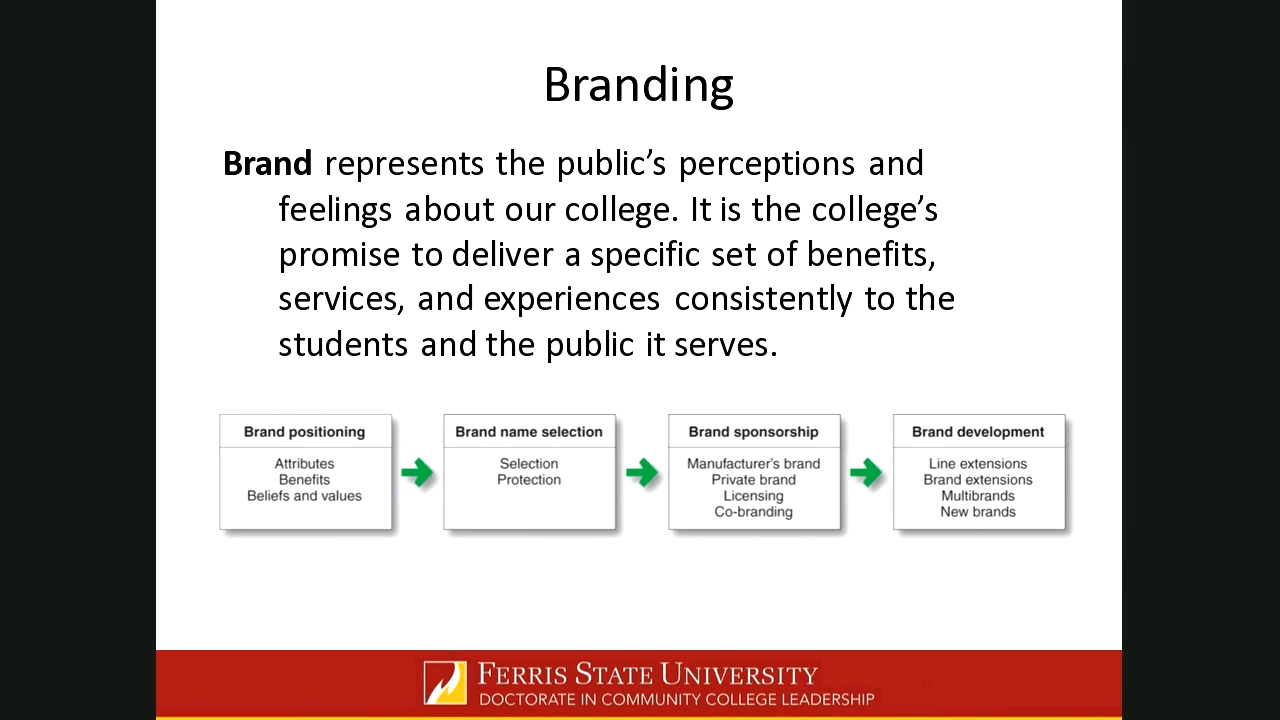 Branding
Brand represents the public’s perceptions and
feelings about our college. It is the college’s
promise to deliver a specific set of benefits,
services, and experiences consistently to the
students and the public it serves.
Brand positioning
Attributes
Benefits
Beliefs and values
Brand name selection
Selection
Protection
Brand sponsorship
Manufacturer’s brand
Private brand
Licensing
Co-branding
Brand development
Line extensions
Brand extensions
Multibrands
New brands
FERRIS STATE UNIVERSITY
DOCTORATE IN COMMUNITY COLLEGE LEADERSHIP